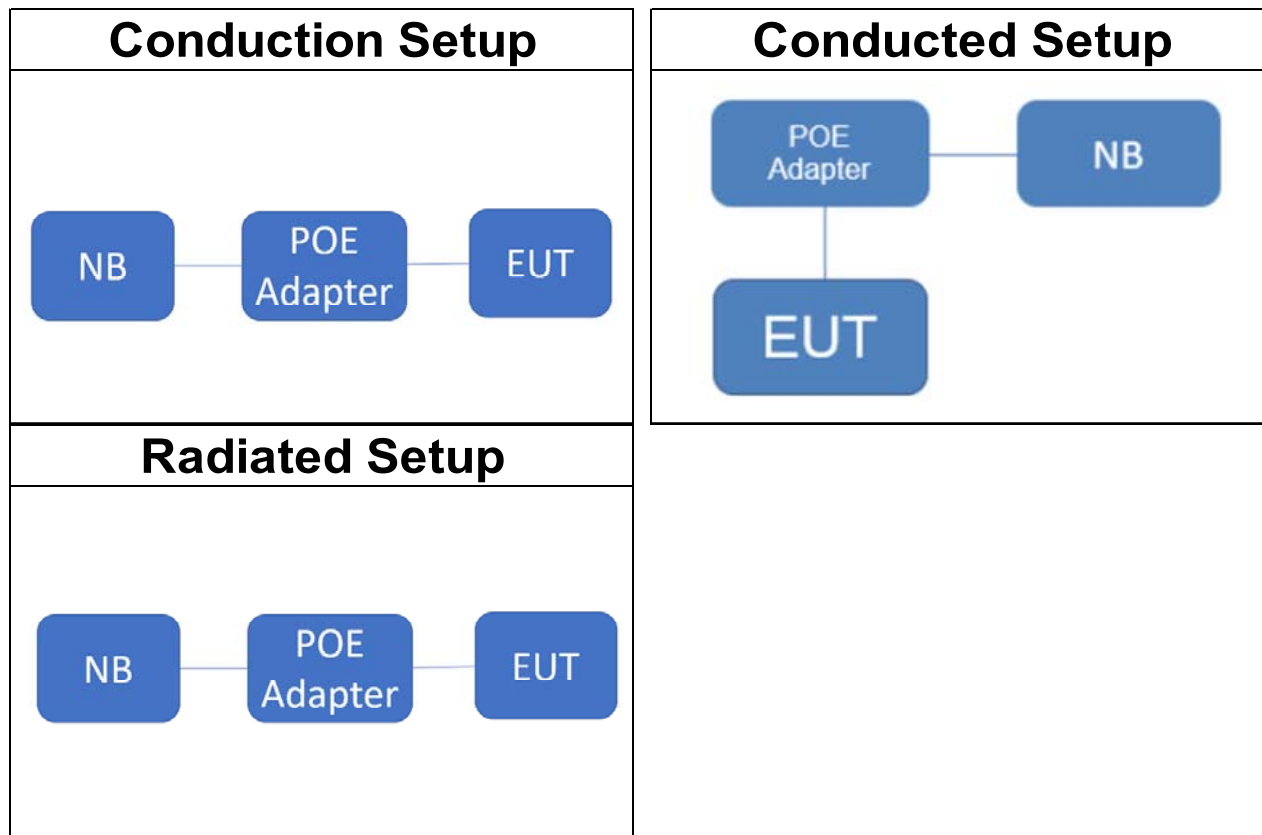 Conduction Setup
NB
POE
Adapter
EUT
Conducted Setup
POE
Adapter
NB
EUT
Radiated Setup
NB
POE
Adapter
EUT